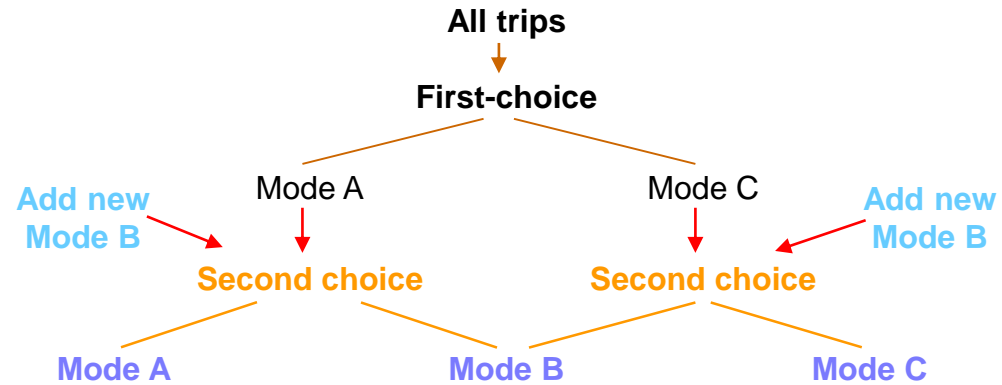 All trips
First-choice
Mode A
Mode C
Add new
Mode B
Add new
Mode B
Second choice
Second choice
Mode A
Mode B
Mode C